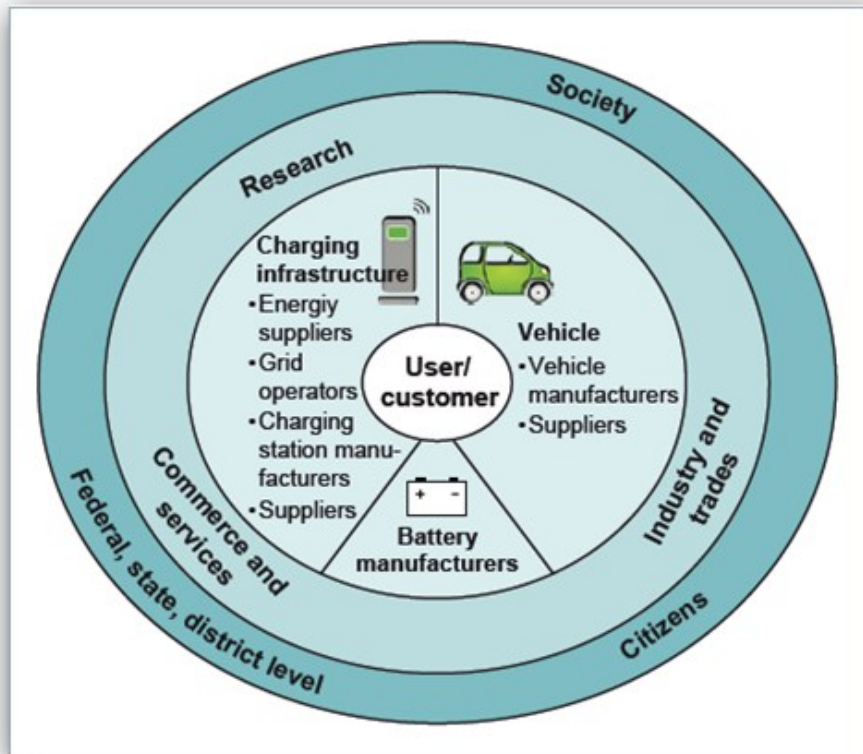 Society
Research
Charging
infrastructure
•Energiy
suppliers
•Grid
operators
•Charging
station manu-
facturers
•Suppliers
User/
customer
Vehicle
•Vehicle
manufacturers
•Suppliers
+ −
Battery
manufacturers
Commerce and
services
Industry and
trades
Federal, state, district level
Citizens